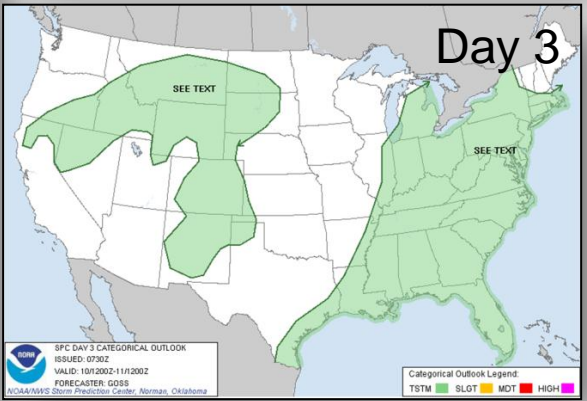 Day 3
SEE TEXT
SEE TEXT
NOAA
SPC DAY 3 CATEGORICAL OUTLOOK
ISSUED: 0730Z
VALID: 10/1200Z-11/1200Z
FORECASTER: GOSS
NOAA/NWS Storm Prediction Center, Norman, Oklahoma
Categorical Outlook Legend:
TSTM SLGT MDT HIGH